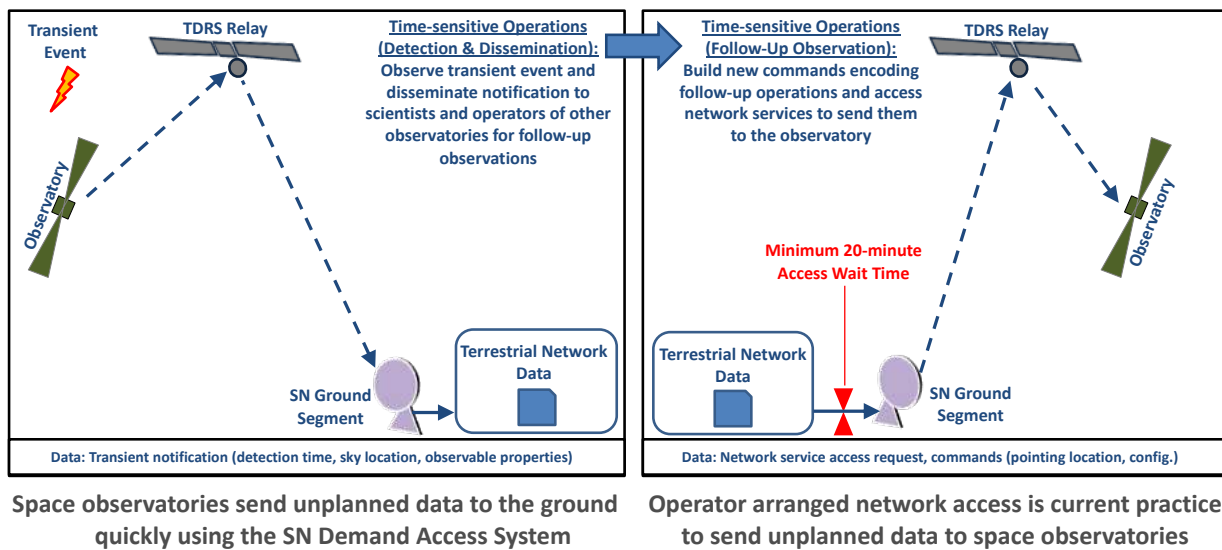 Transient
Event
TDRS Relay
Time-sensitive Operations
(Detection & Dissemination):
Observe transient event and
disseminate notification to
scientists and operators of other
observatories for follow-up
observations
Observatory
SN Ground
Segment
Terrestrial Network
Data
Data: Transient notification (detection time, sky location, observable properties)
Space observatories send unplanned data to the ground
quickly using the SN Demand Access System
Time-sensitive Operations
(Follow-Up Observation):
Build new commands encoding
follow-up operations and access
network services to send them
to the observatory
TDRS Relay
Observatory
Minimum 20-minute
Access Wait Time
Terrestrial Network
Data
SN Ground
Segment
Data: Network service access request, commands (pointing location, config.)
Operator arranged network access is current practice
to send unplanned data to space observatories